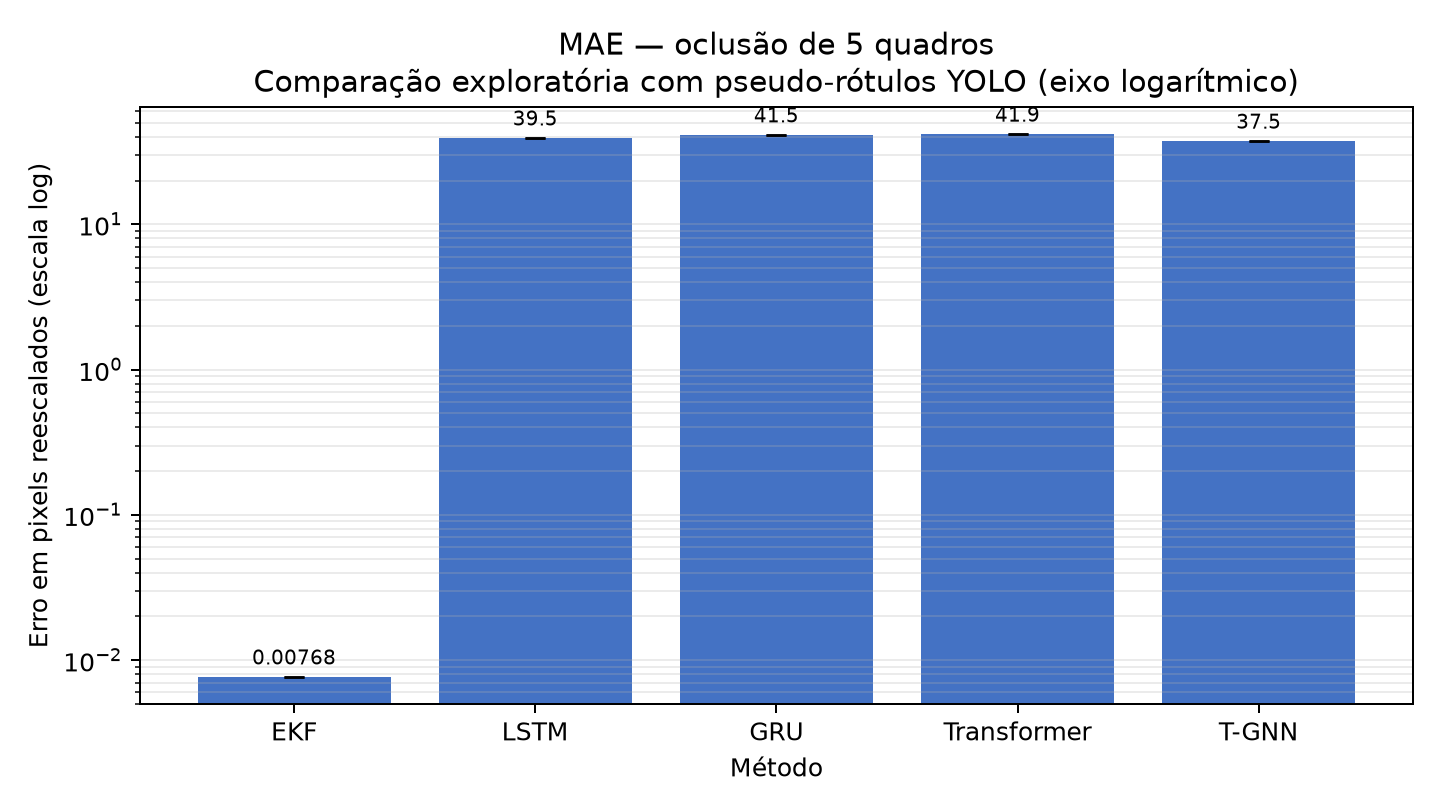 MAE — oclusão de 5 quadros
Comparação exploratória com pseudo-rótulos YOLO (eixo logarítmico)
39.5
41.5
41.9
37.5
0.00768
10¹
10⁰
10⁻¹
10⁻²
Erro em pixels reescalados (escala log)
EKF
LSTM
GRU
Transformer
T-GNN
Método